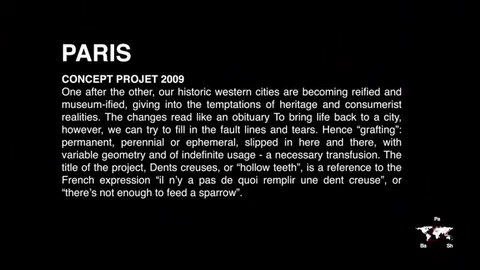 PARIS
CONCEPT PROJET 2009
One after the other, our historic western cities are becoming reified and
museum-ified, giving into the temptations of heritage and consumerist
realities. The changes read like an obituary To bring life back to a city,
however, we can try to fill in the fault lines and tears. Hence “grafting”:
permanent, perennial or ephemeral, slipped in here and there, with
variable geometry and of indefinite usage - a necessary transfusion. The
title of the project, Dents creuses, or “hollow teeth”, is a reference to the
French expression “il n’y a pas de quoi remplir une dent creuse”, or
“there’s not enough to feed a sparrow”.
Pa
Ba Sh